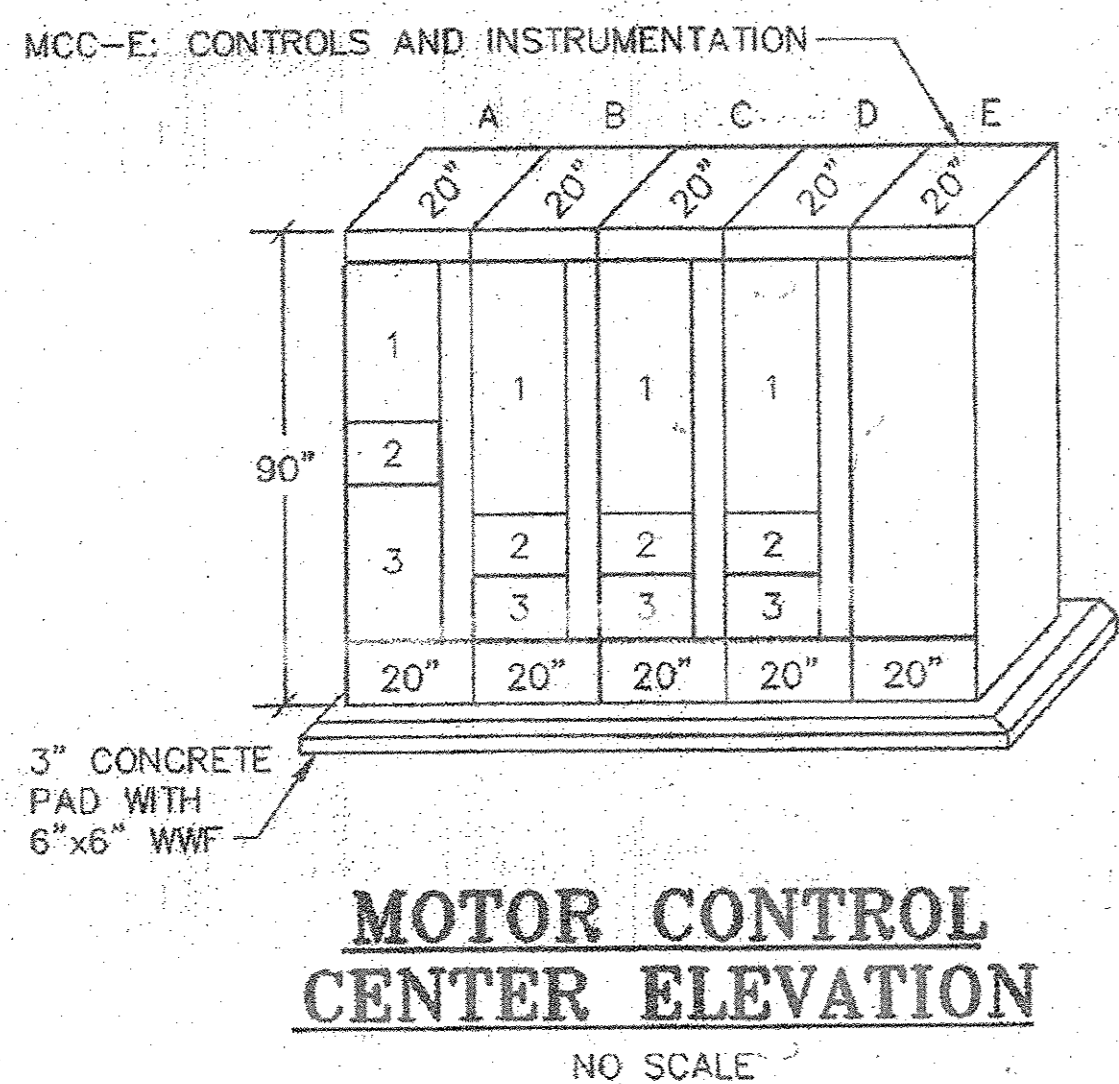 MCC-E: CONTROLS AND INSTRUMENTATION
A B C D E
20" 20" 20" 20" 20"
1
1 1 1
90"
2
2 2 2
3
3 3 3
20" 20" 20" 20" 20"
3" CONCRETE
PAD WITH
6"x6" WWF
MOTOR CONTROL
CENTER ELEVATION
NO SCALE